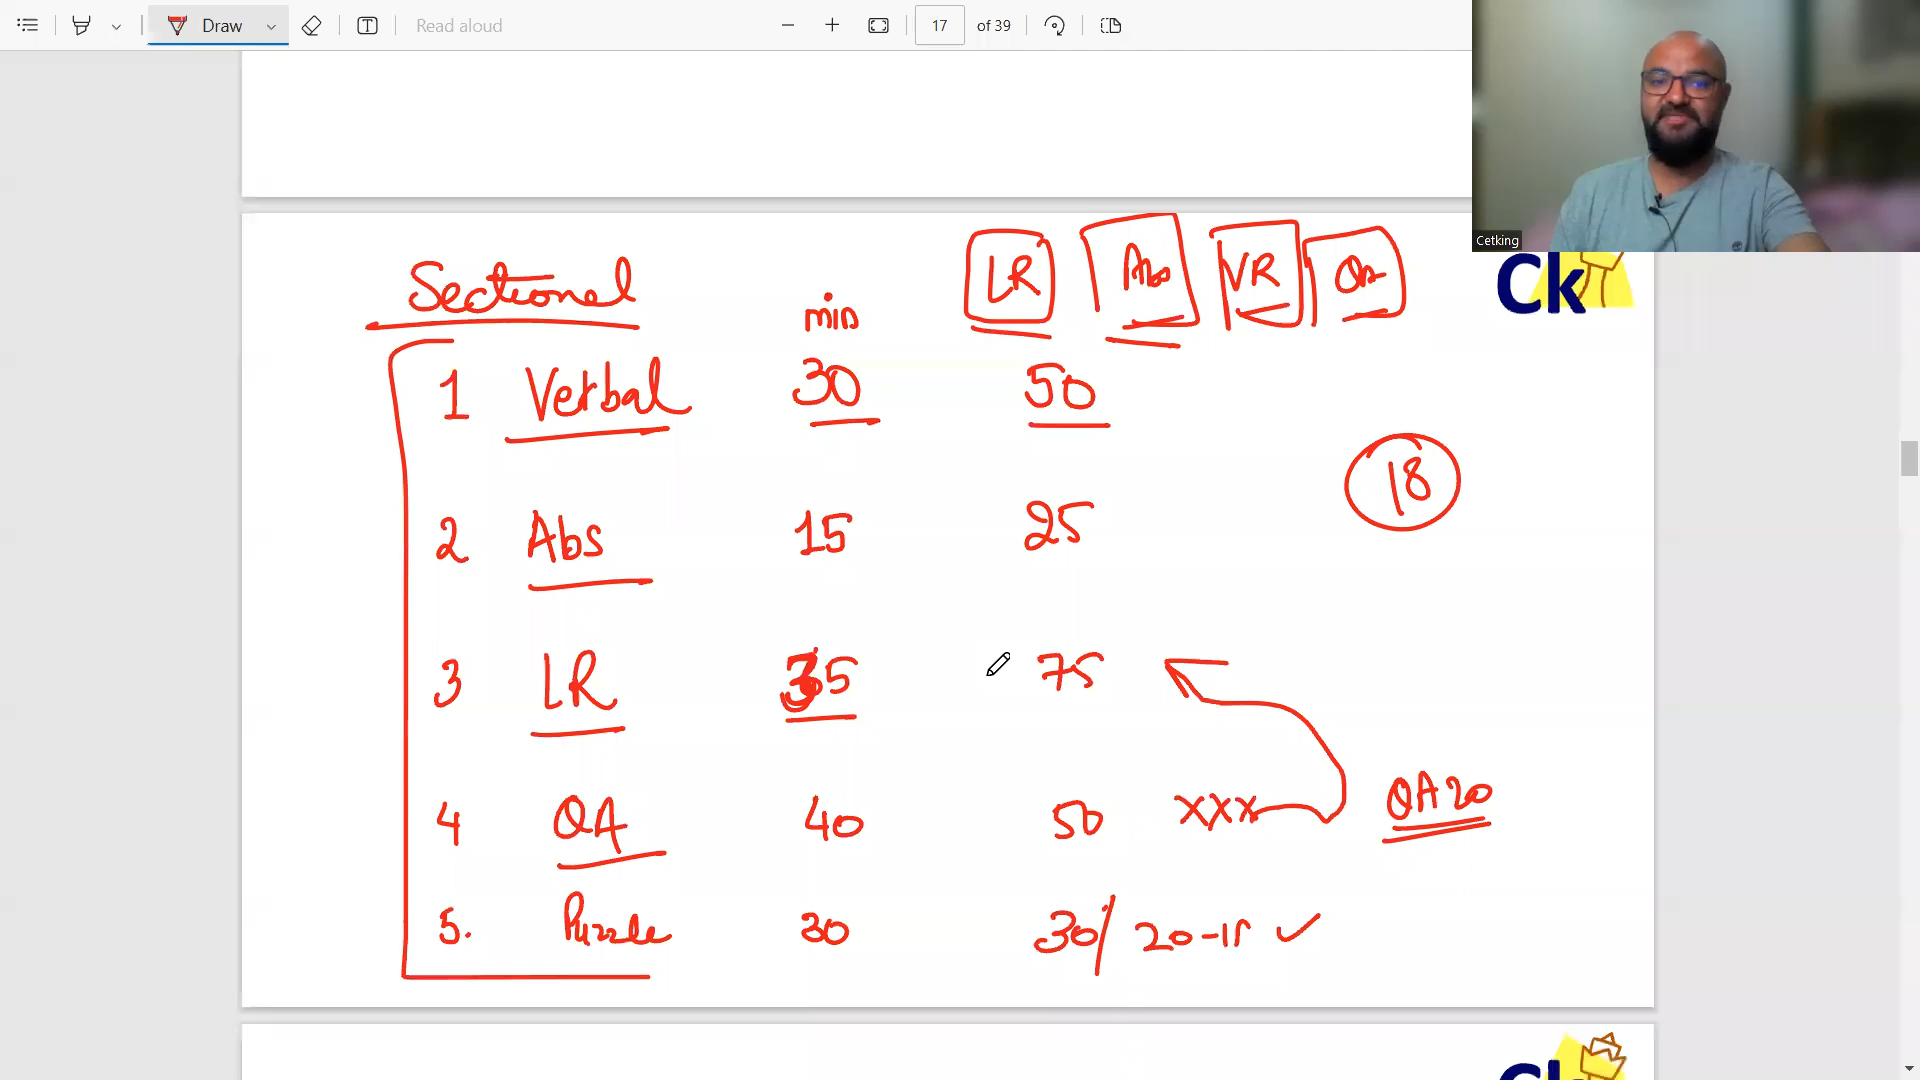 Draw
Read aloud
17 of 39
Cetking
Ck
Sectional
min
LR Abs VR QA
1 Verbal 30 50
18
2 Abs 15 25
3 LR 35 75
4 QA 40 50 XXX QA 20
5. Puzzle 30 30/ 20-15 ✓
Ck